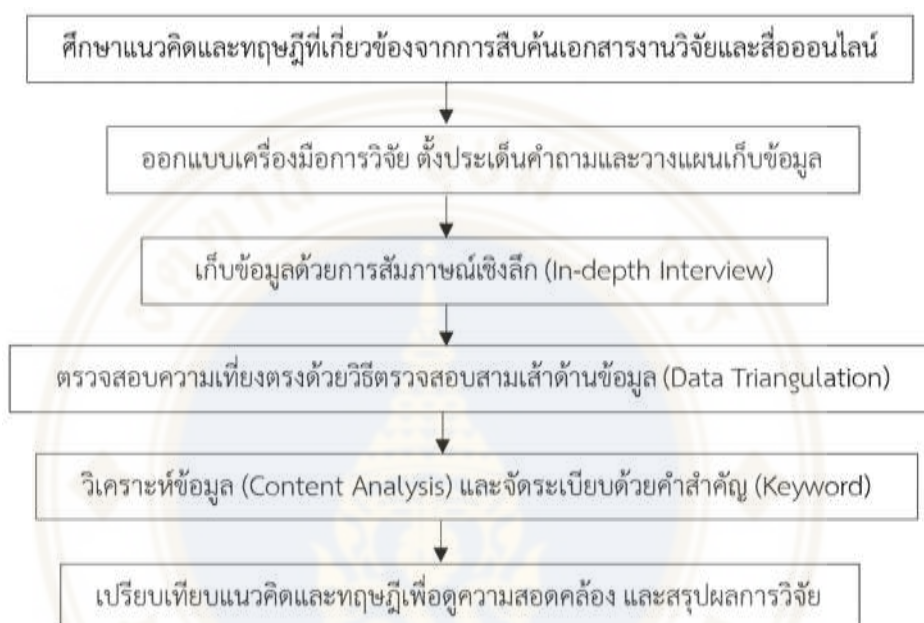 ศึกษาแนวคิดและทฤษฎีที่เกี่ยวข้องจากการสืบค้นเอกสารงานวิจัยและสื่อออนไลน์
ออกแบบเครื่องมือการวิจัย ตั้งประเด็นคำถามและวางแผนเก็บข้อมูล
เก็บข้อมูลด้วยการสัมภาษณ์เชิงลึก (In-depth Interview)
ตรวจสอบความเที่ยงตรงด้วยวิธีตรวจสอบสามเส้าด้านข้อมูล (Data Triangulation)
วิเคราะห์ข้อมูล (Content Analysis) และจัดระเบียบด้วยคำสำคัญ (Keyword)
เปรียบเทียบแนวคิดและทฤษฎีเพื่อดูความสอดคล้อง และสรุปผลการวิจัย